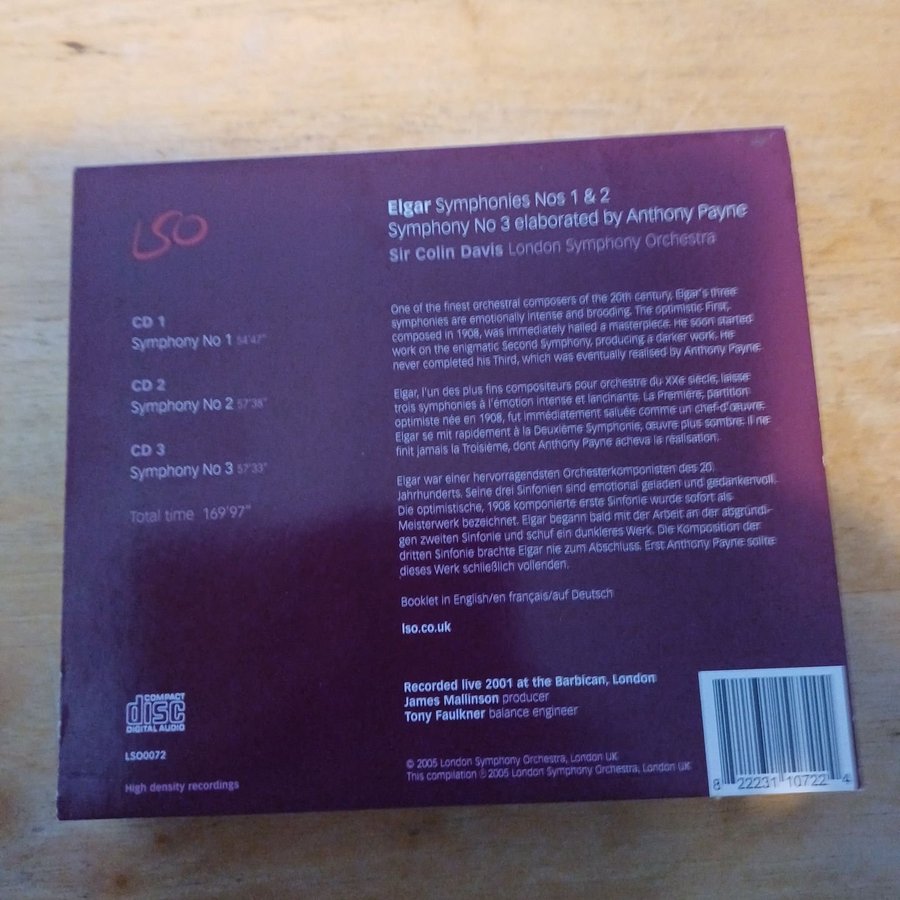 LSO
Elgar Symphonies Nos 1 & 2
Symphony No 3 elaborated by Anthony Payne
Sir Colin Davis London Symphony Orchestra
CD 1
Symphony No 1 54'47"
CD 2
Symphony No 2 57'38"
CD 3
Symphony No 3 57'33"
Total time 169'97"
One of the finest orchestral composers of the 20th century, Elgar's three
symphonies are emotionally intense and brooding. The optimistic First,
composed in 1908, was immediately hailed a masterpiece. He soon started
work on the enigmatic Second Symphony, producing a darker work. He
never completed his Third, which was eventually realised by Anthony Payne.
Elgar, l'un des plus fins compositeurs pour orchestre du XXe siècle, laisse
trois symphonies à l'émotion intense et lancinante. La Première, partition
optimiste née en 1908, fut immédiatement saluée comme un chef-d'œuvre.
Elgar se mit rapidement à la Deuxième Symphonie, œuvre plus sombre. Il ne
finit jamais la Troisième, dont Anthony Payne acheva la réalisation.
Elgar war einer hervorragendsten Orchesterkomponisten des 20.
Jahrhunderts. Seine drei Sinfonien sind emotional geladen und gedankenvoll.
Die optimistische, 1908 komponierte erste Sinfonie wurde sofort als
Meisterwerk bezeichnet. Elgar begann bald mit der Arbeit an der abgründi-
gen zweiten Sinfonie und schuf ein dunkleres Werk. Die Komposition der
dritten Sinfonie brachte Elgar nie zum Abschluss. Erst Anthony Payne sollte
dieses Werk schließlich vollenden.
Booklet in English/en français/auf Deutsch
lso.co.uk
Recorded live 2001 at the Barbican, London
James Mallinson producer
Tony Faulkner balance engineer
© 2005 London Symphony Orchestra, London UK
This compilation ℗ 2005 London Symphony Orchestra, London UK
COMPACT
disc
DIGITAL AUDIO
LSO0072
High density recordings
8 22231 10722 4